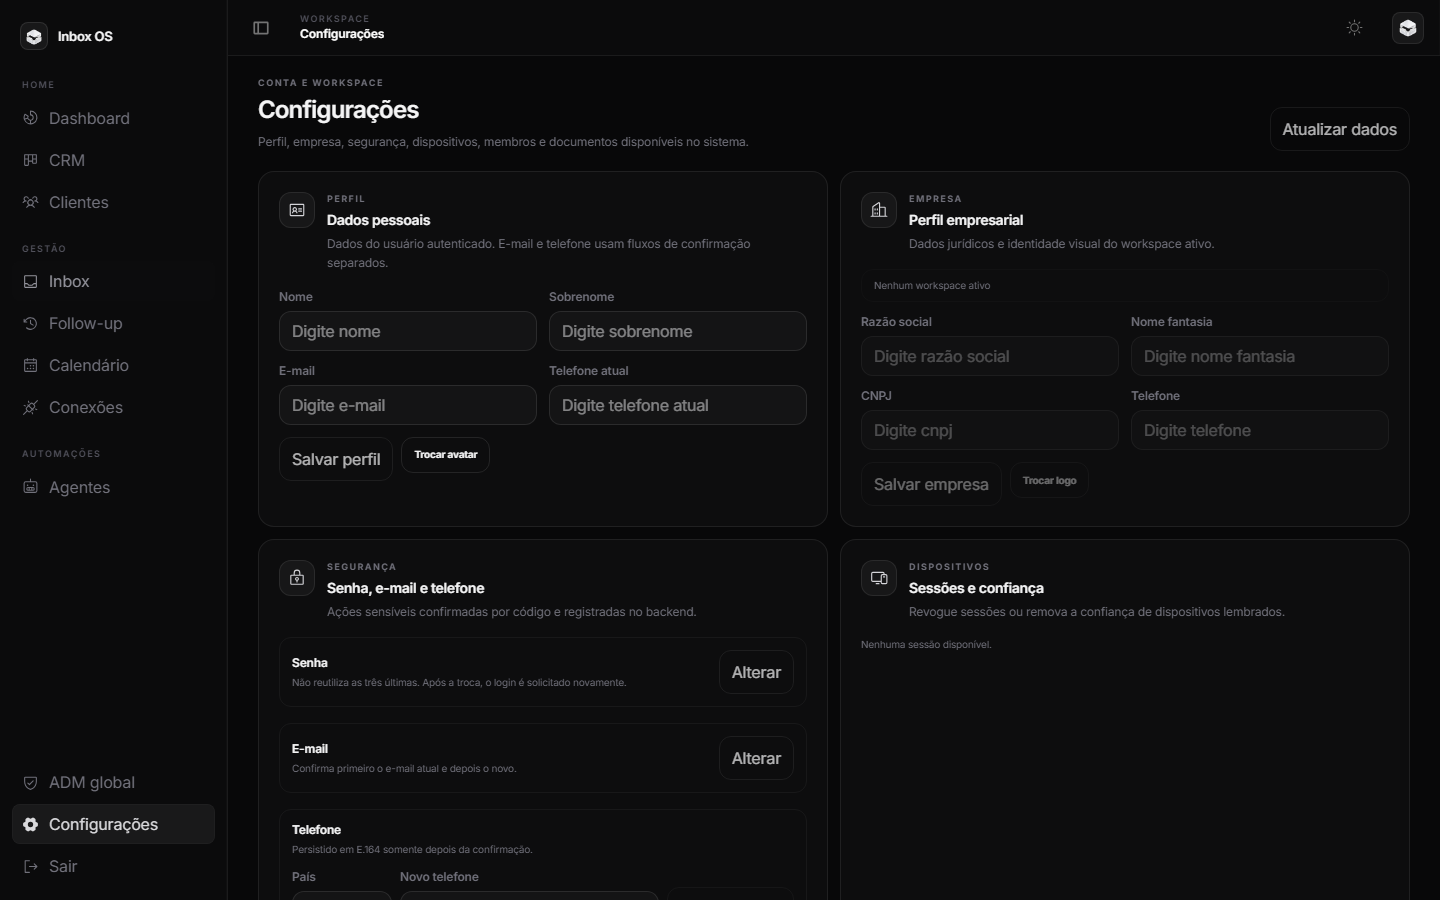 Inbox OS
HOME
Dashboard
CRM
Clientes
GESTÃO
Inbox
Follow-up
Calendário
Conexões
AUTOMAÇÕES
Agentes
ADM global
Configurações
Sair
WORKSPACE
Configurações
CONTA E WORKSPACE
Configurações
Perfil, empresa, segurança, dispositivos, membros e documentos disponíveis no sistema.
Atualizar dados
PERFIL
Dados pessoais
Dados do usuário autenticado. E-mail e telefone usam fluxos de confirmação
separados.
Nome
Sobrenome
Digite nome
Digite sobrenome
E-mail
Telefone atual
Digite e-mail
Digite telefone atual
Salvar perfil
Trocar avatar
EMPRESA
Perfil empresarial
Dados jurídicos e identidade visual do workspace ativo.
Nenhum workspace ativo
Razão social
Nome fantasia
Digite razão social
Digite nome fantasia
CNPJ
Telefone
Digite cnpj
Digite telefone
Salvar empresa
Trocar logo
SEGURANÇA
Senha, e-mail e telefone
Ações sensíveis confirmadas por código e registradas no backend.
Senha
Não reutiliza as três últimas. Após a troca, o login é solicitado novamente.
Alterar
E-mail
Confirma primeiro o e-mail atual e depois o novo.
Alterar
Telefone
Persistido em E.164 somente depois da confirmação.
País
Novo telefone
DISPOSITIVOS
Sessões e confiança
Revogue sessões ou remova a confiança de dispositivos lembrados.
Nenhuma sessão disponível.